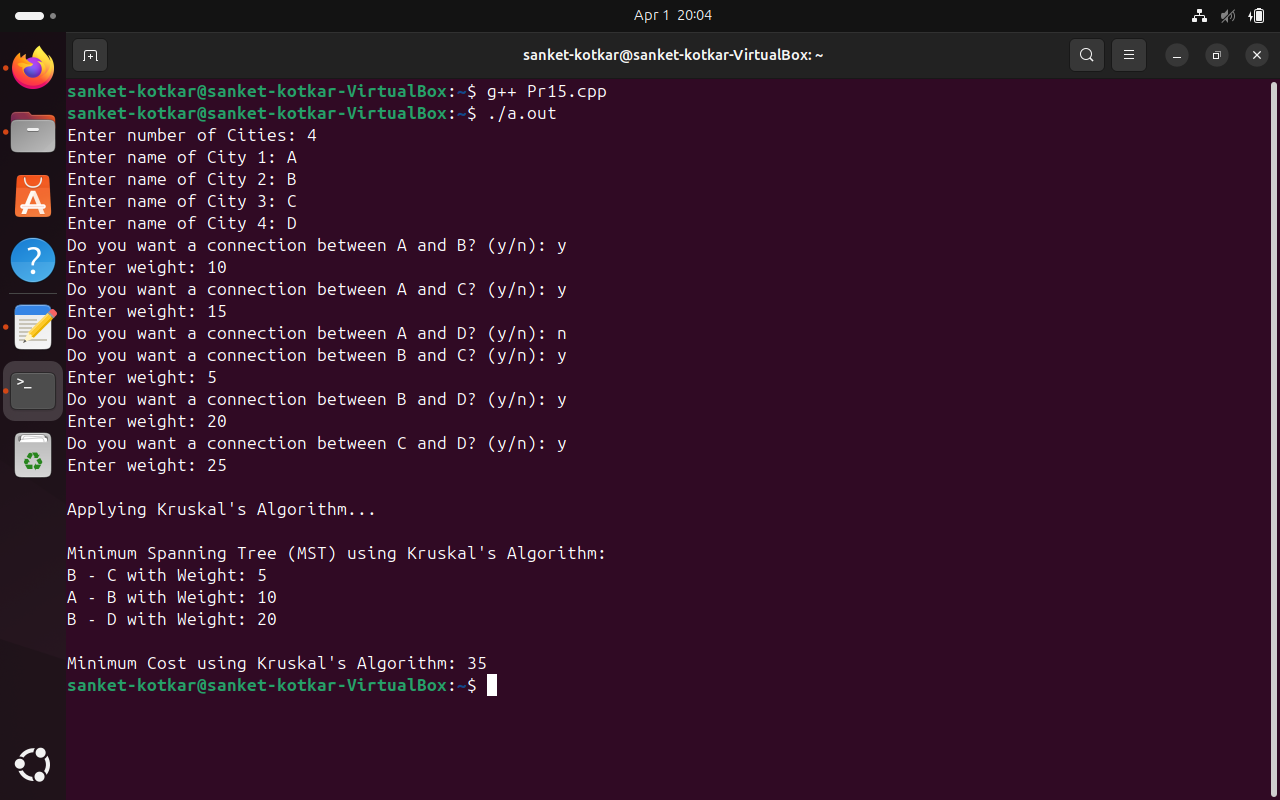 Apr 1 20:04
sanket-kotkar@sanket-kotkar-VirtualBox: ~
sanket-kotkar@sanket-kotkar-VirtualBox:~$ g++ Pr15.cpp
sanket-kotkar@sanket-kotkar-VirtualBox:~$ ./a.out
Enter number of Cities: 4
Enter name of City 1: A
Enter name of City 2: B
Enter name of City 3: C
Enter name of City 4: D
Do you want a connection between A and B? (y/n): y
Enter weight: 10
Do you want a connection between A and C? (y/n): y
Enter weight: 15
Do you want a connection between A and D? (y/n): n
Do you want a connection between B and C? (y/n): y
Enter weight: 5
Do you want a connection between B and D? (y/n): y
Enter weight: 20
Do you want a connection between C and D? (y/n): y
Enter weight: 25
Applying Kruskal's Algorithm...
Minimum Spanning Tree (MST) using Kruskal's Algorithm:
B - C with Weight: 5
A - B with Weight: 10
B - D with Weight: 20
Minimum Cost using Kruskal's Algorithm: 35
sanket-kotkar@sanket-kotkar-VirtualBox:~$